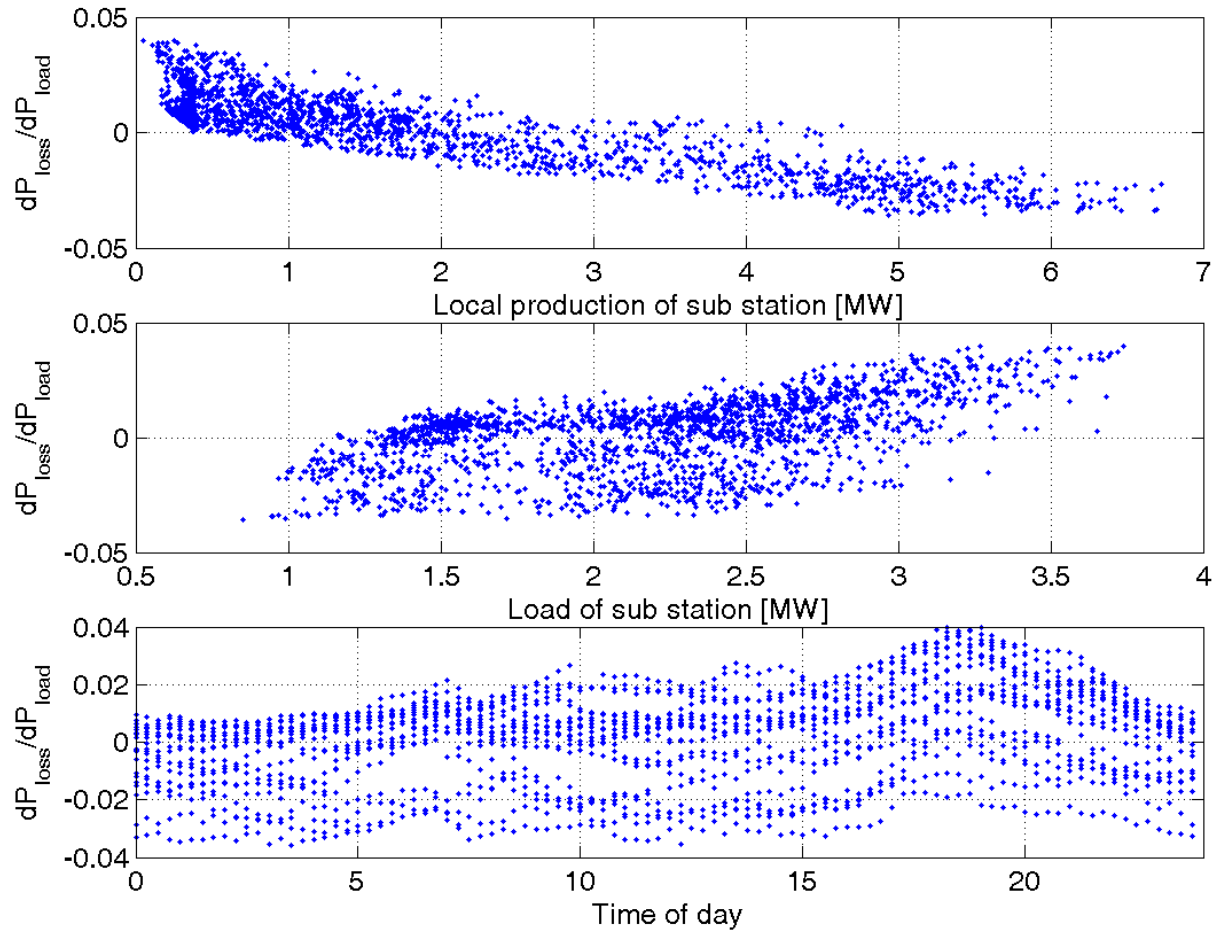 0.05
0
-0.05
dP_loss/dP_load
0 1 2 3 4 5 6 7
Local production of sub station [MW]
0.05
0
-0.05
dP_loss/dP_load
0.5 1 1.5 2 2.5 3 3.5 4
Load of sub station [MW]
0.04
0.02
0
-0.02
-0.04
dP_loss/dP_load
0 5 10 15 20
Time of day